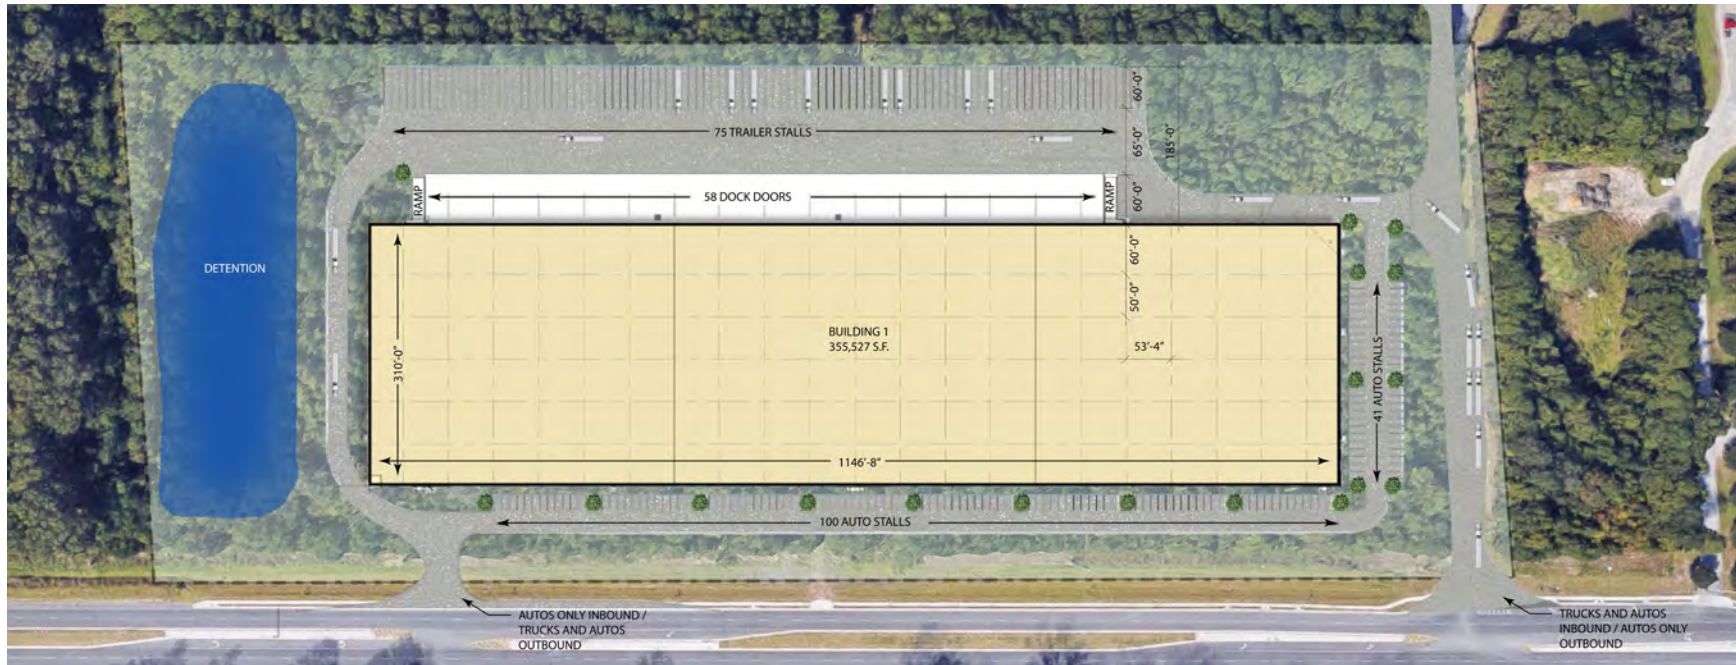 60'-0"
75 TRAILER STALLS
65'-0"
185'-0"
RAMP
58 DOCK DOORS
RAMP
60'-0"
DETENTION
60'-0"
50'-0"
BUILDING 1
355,527 S.F.
53'-4"
310'-0"
41 AUTO STALLS
1146'-8"
100 AUTO STALLS
AUTOS ONLY INBOUND /
TRUCKS AND AUTOS
OUTBOUND
TRUCKS AND AUTOS
INBOUND / AUTOS ONLY
OUTBOUND